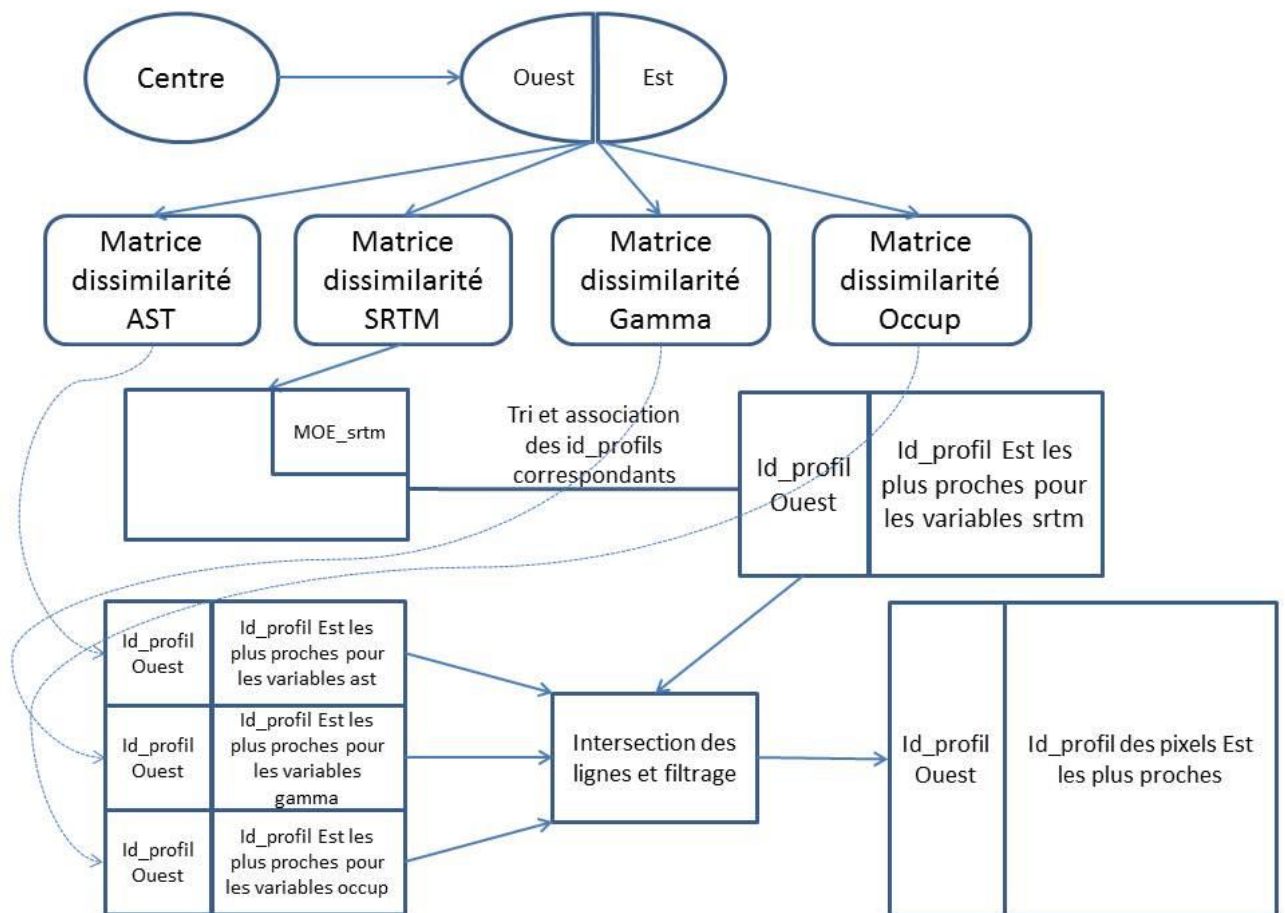 Centre
Ouest
Est
Matrice
dissimilarité
AST
Matrice
dissimilarité
SRTM
Matrice
dissimilarité
Gamma
Matrice
dissimilarité
Occup
MOE_srtm
Tri et association
des id_profils
correspondants
Id_profil
Ouest
Id_profil Est les
plus proches pour
les variables srtm
Id_profil
Ouest
Id_profil Est les
plus proches pour
les variables ast
Id_profil
Ouest
Id_profil Est les
plus proches pour
les variables
gamma
Id_profil
Ouest
Id_profil Est les
plus proches pour
les variables occup
Intersection des
lignes et filtrage
Id_profil
Ouest
Id_profil des pixels Est
les plus proches